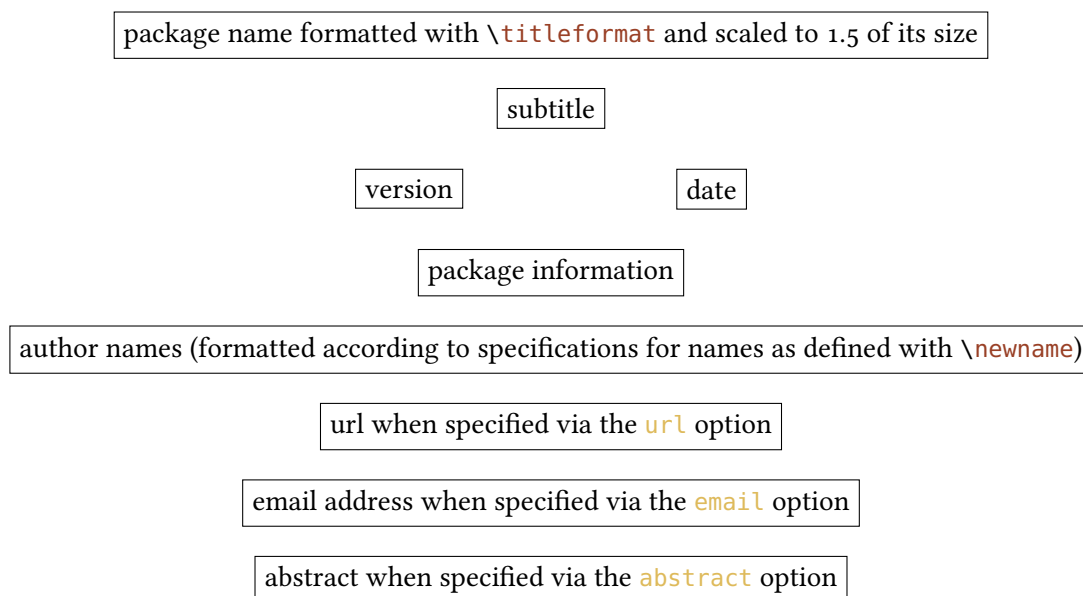 package name formatted with \titleformat and scaled to 1.5 of its size
subtitle
version date
package information
author names (formatted according to specifications for names as defined with \newname)
url when specified via the url option
email address when specified via the email option
abstract when specified via the abstract option